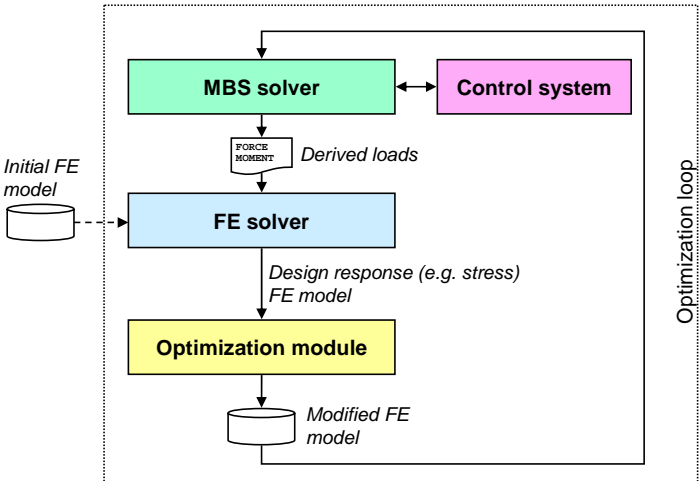 MBS solver
Control system
FORCE
MOMENT
Derived loads
Initial FE
model
FE solver
Design response (e.g. stress)
FE model
Optimization module
Modified FE
model
Optimization loop